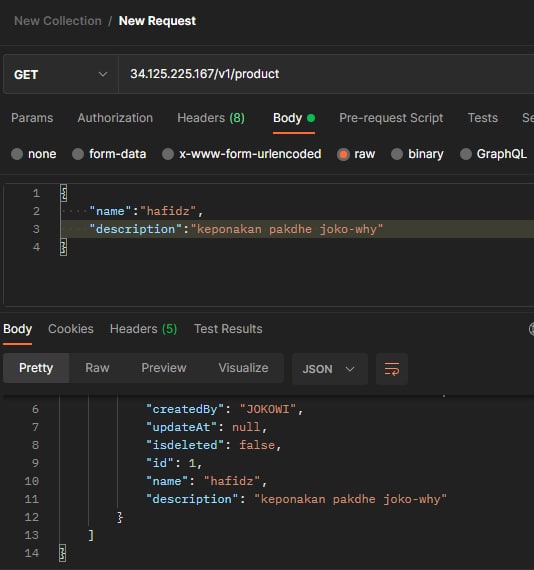 New Collection / New Request
GET 34.125.225.167/v1/product
Params Authorization Headers (8) Body Pre-request Script Tests Se
none form-data x-www-form-urlencoded raw binary GraphQL
1 {
2 "name":"hafidz",
3 "description":"keponakan pakdhe joko-why"
4 }
Body Cookies Headers (5) Test Results
Pretty Raw Preview Visualize JSON
6 "createdBy": "JOKOWI",
7 "updateAt": null,
8 "isdeleted": false,
9 "id": 1,
10 "name": "hafidz",
11 "description": "keponakan pakdhe joko-why"
12 }
13 ]
14 }